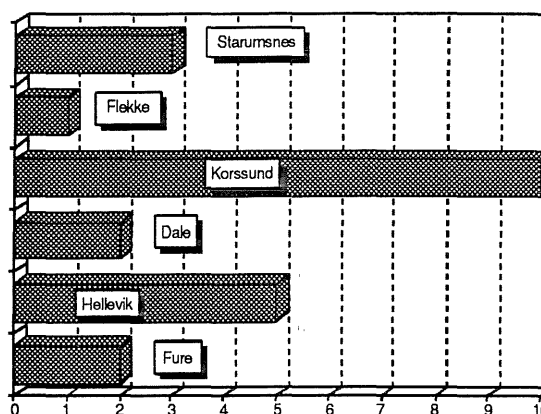 Starumsnes
Flekke
Korssund
Dale
Hellevik
Fure
0 1 2 3 4 5 6 7 8 9